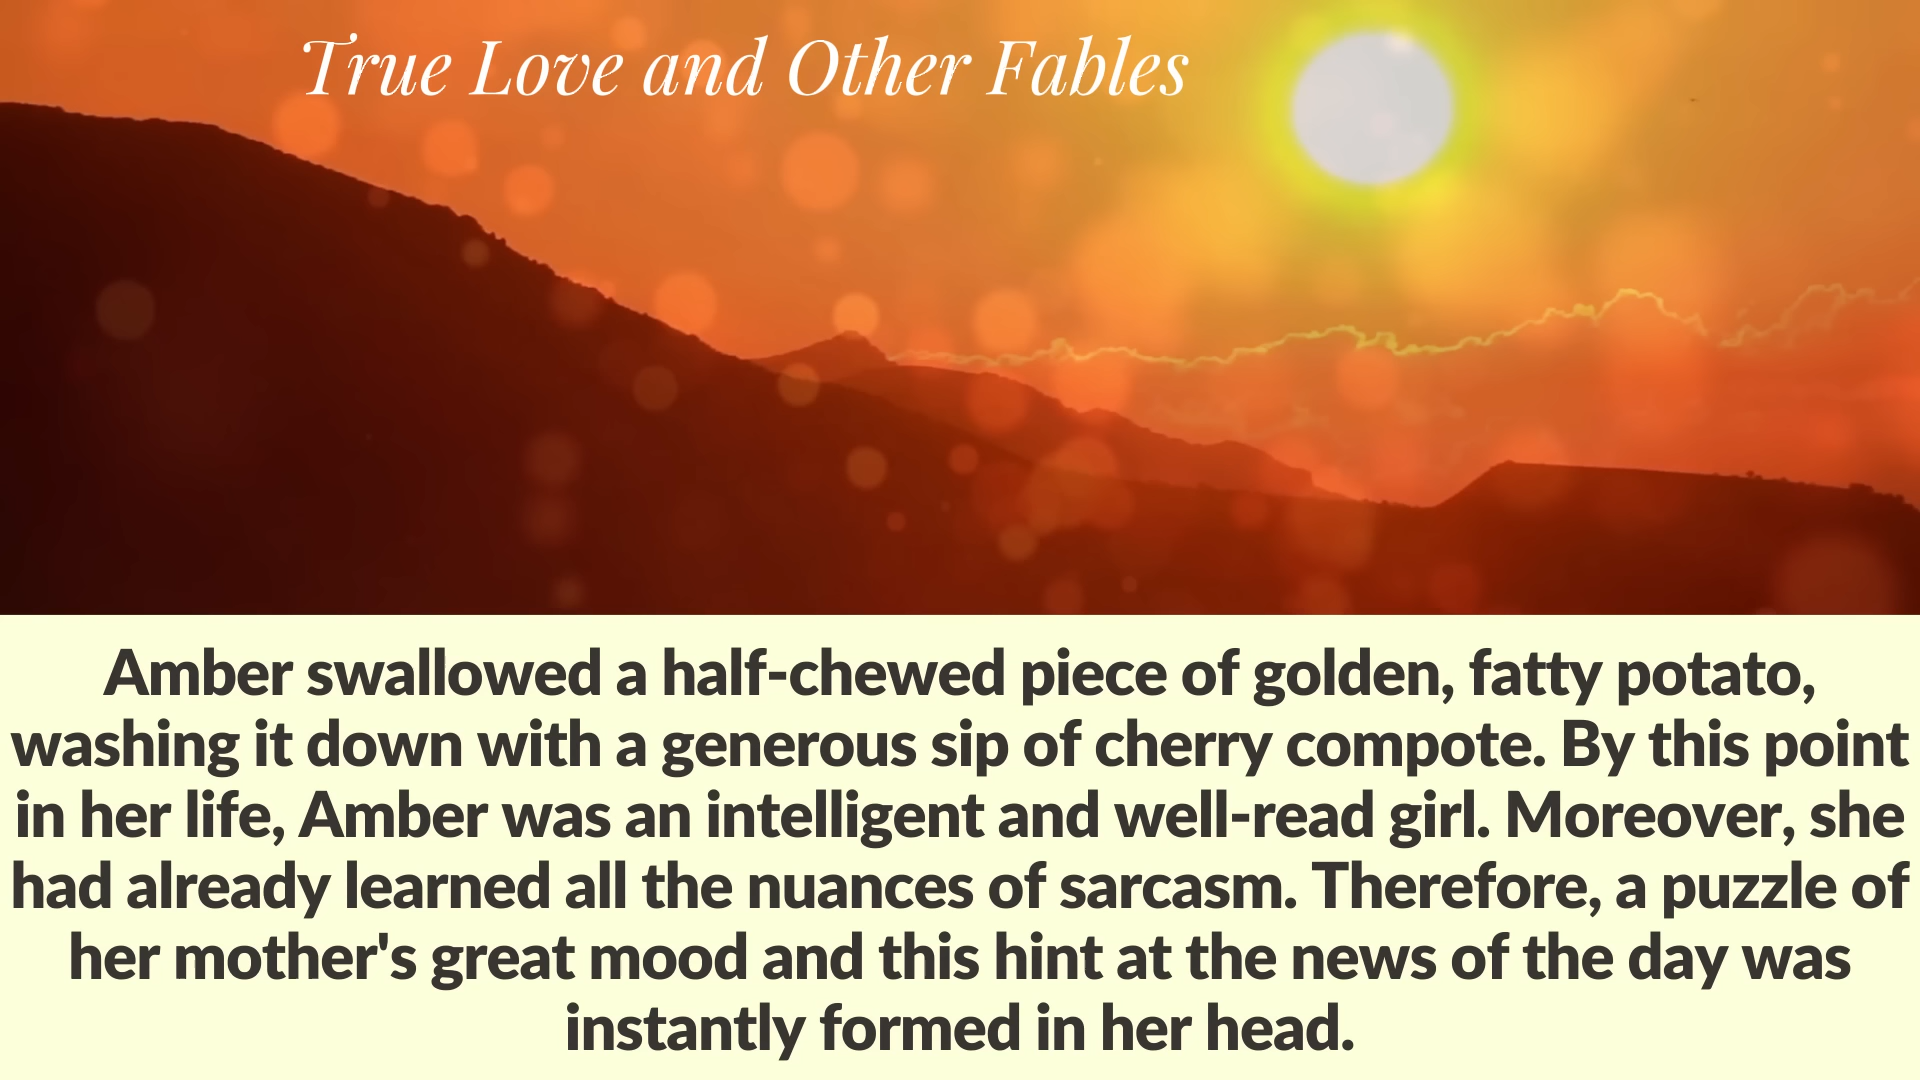 True Love and Other Fables
Amber swallowed a half-chewed piece of golden, fatty potato,
washing it down with a generous sip of cherry compote. By this point
in her life, Amber was an intelligent and well-read girl. Moreover, she
had already learned all the nuances of sarcasm. Therefore, a puzzle of
her mother's great mood and this hint at the news of the day was
instantly formed in her head.